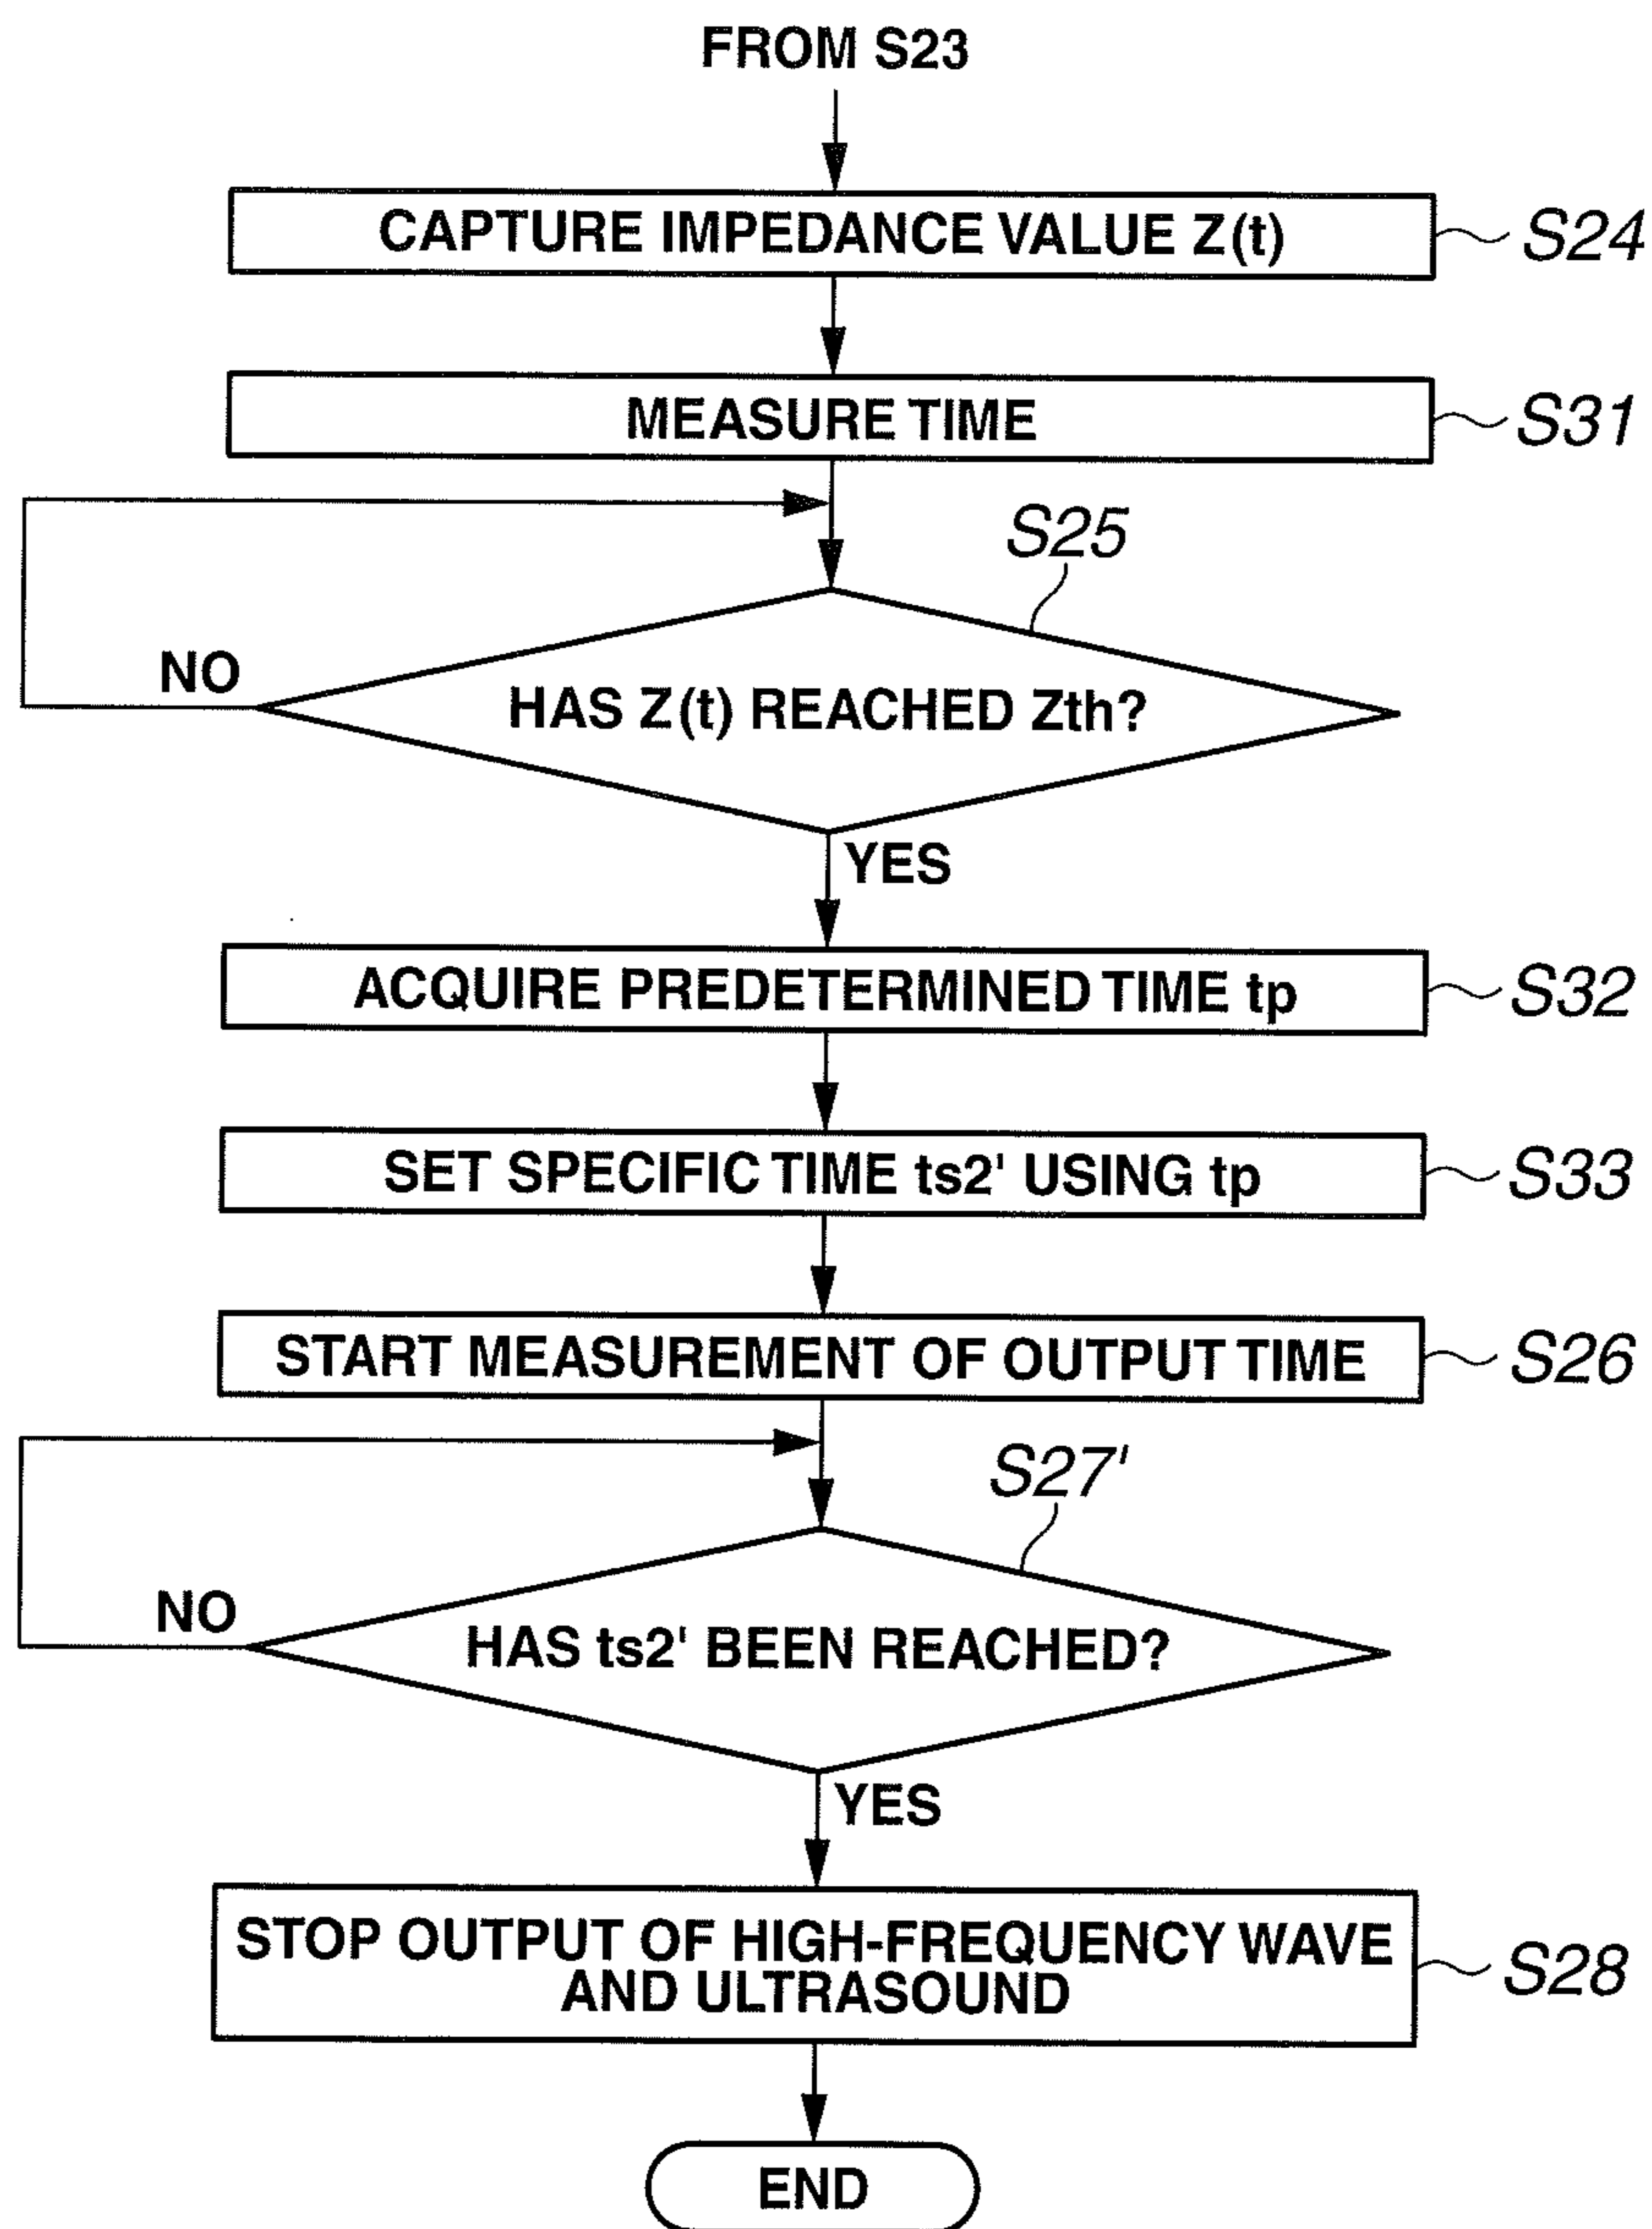 FROM S23
CAPTURE IMPEDANCE VALUE Z(t)
S24
MEASURE TIME
S31
S25
NO
HAS Z(t) REACHED Zth?
YES
ACQUIRE PREDETERMINED TIME tp
S32
SET SPECIFIC TIME ts2' USING tp
S33
START MEASUREMENT OF OUTPUT TIME
S26
S27'
NO
HAS ts2' BEEN REACHED?
YES
STOP OUTPUT OF HIGH-FREQUENCY WAVE
AND ULTRASOUND
S28
END